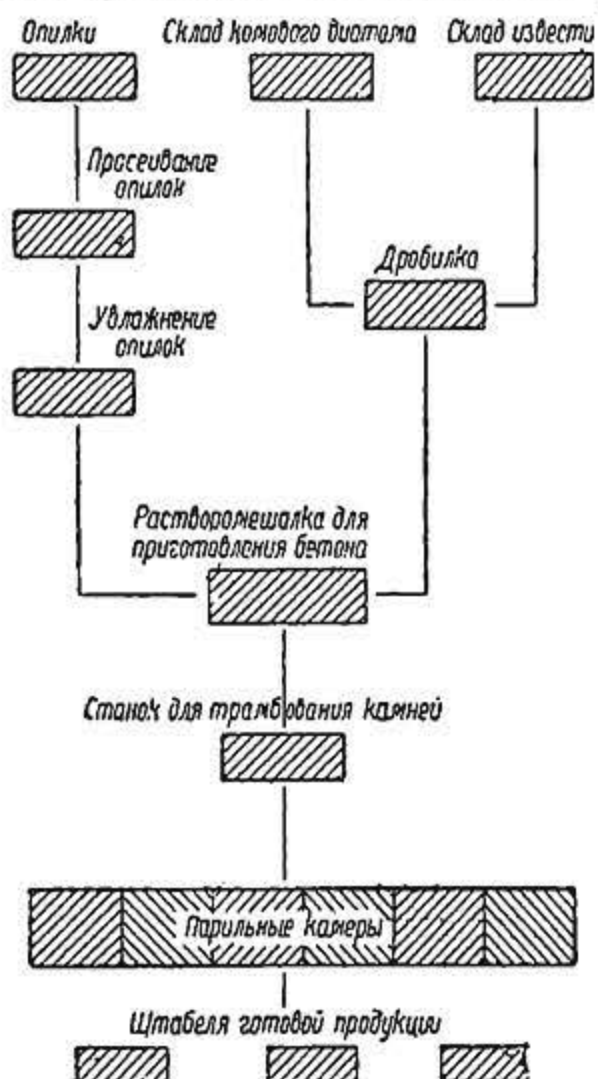 Опилки Склад комового диатома Склад извести
Просеивание
опилок
Дробилка
Увлажнение
опилок
Растворомешалка для
приготовления бетона
Станок для трамбования камней
Парильные камеры
Штабеля готовой продукции